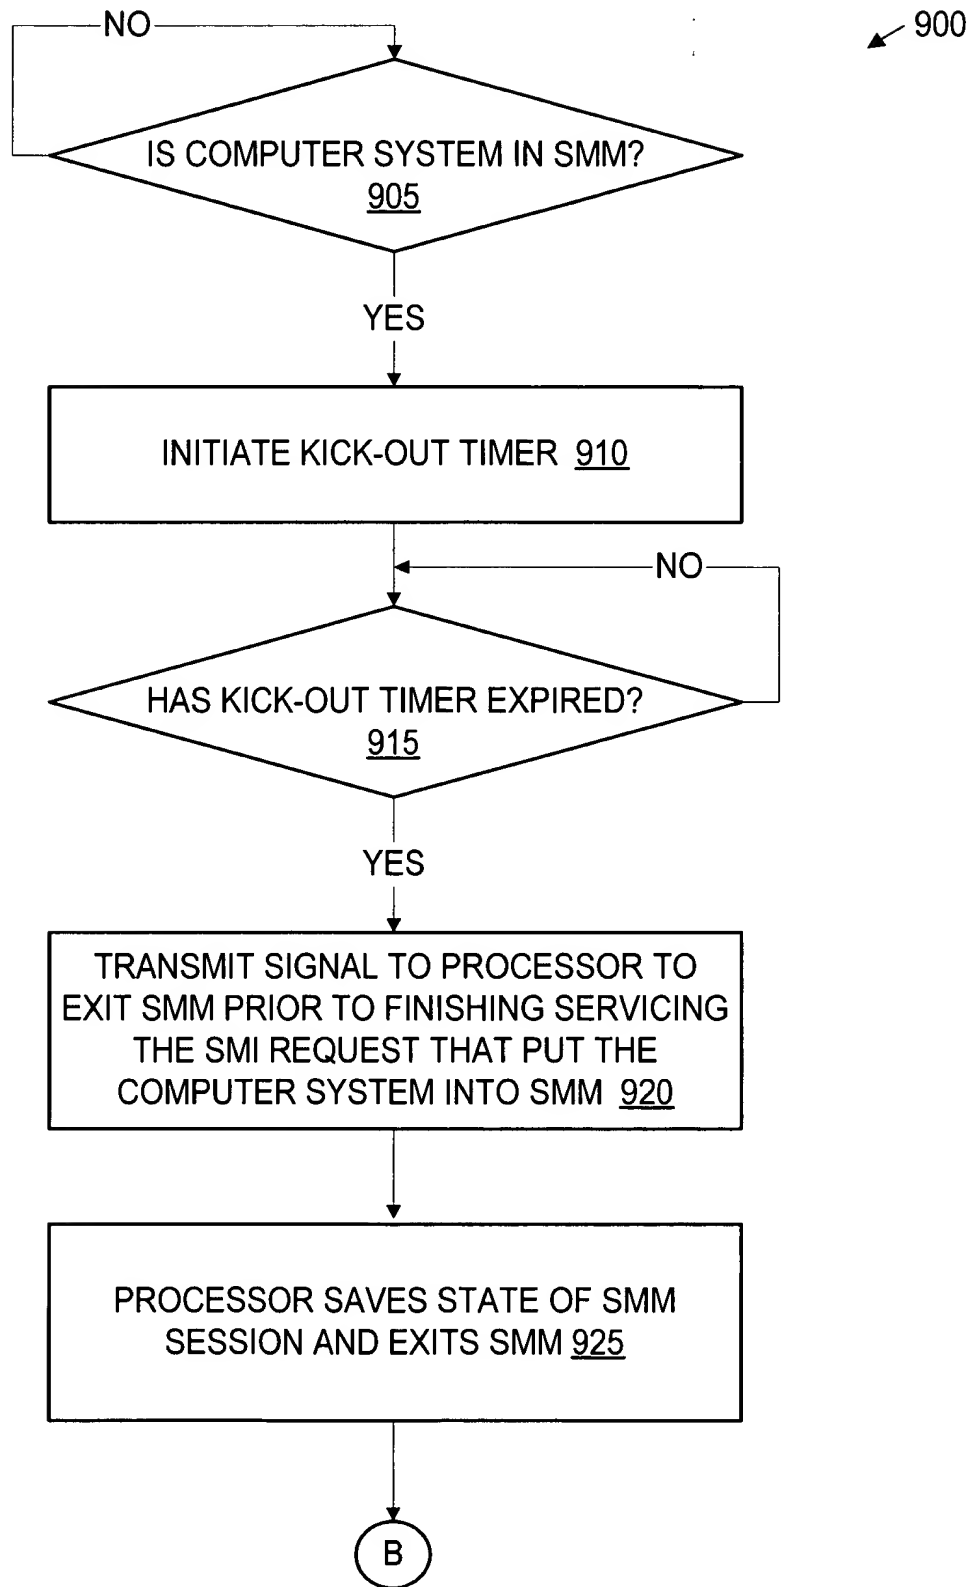 NO
900
IS COMPUTER SYSTEM IN SMM?
905
YES
INITIATE KICK-OUT TIMER 910
NO
HAS KICK-OUT TIMER EXPIRED?
915
YES
TRANSMIT SIGNAL TO PROCESSOR TO
EXIT SMM PRIOR TO FINISHING SERVICING
THE SMI REQUEST THAT PUT THE
COMPUTER SYSTEM INTO SMM 920
PROCESSOR SAVES STATE OF SMM
SESSION AND EXITS SMM 925
B